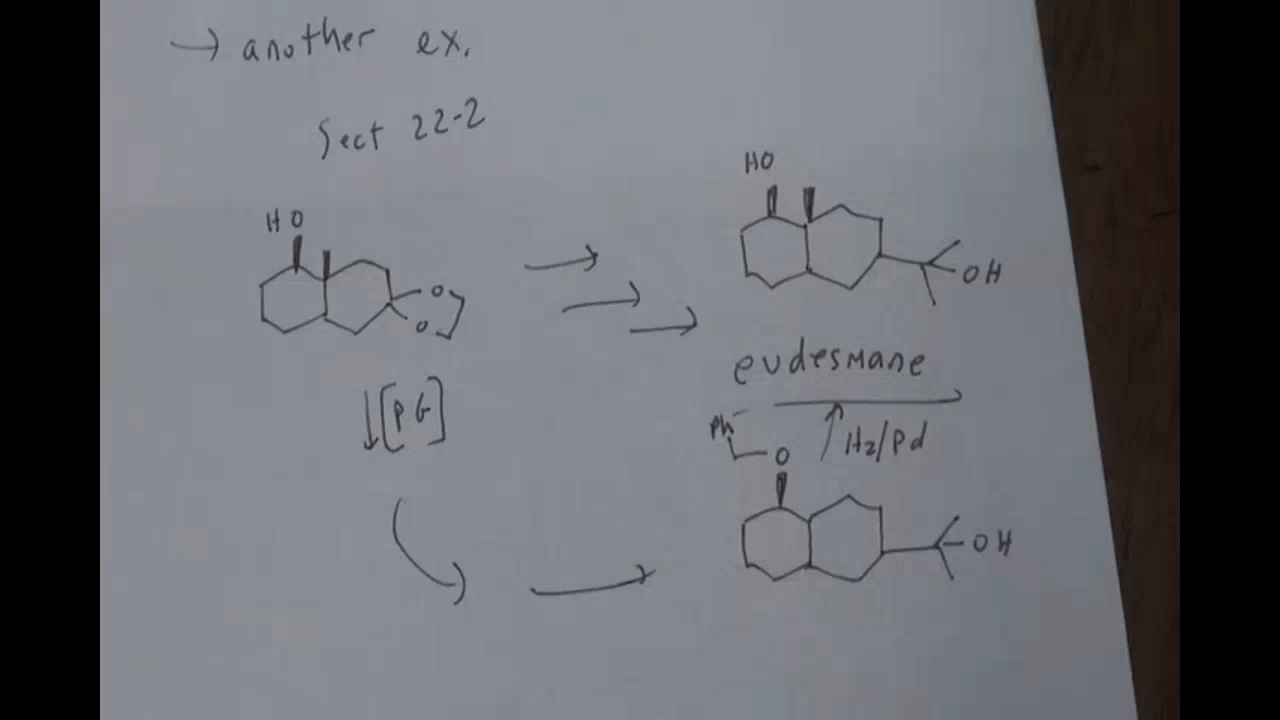 → another ex.
Sect 22-2
HO
O
O
↓[PG]
HO
OH
eudesmane
H2/Pd
Ph
O
OH